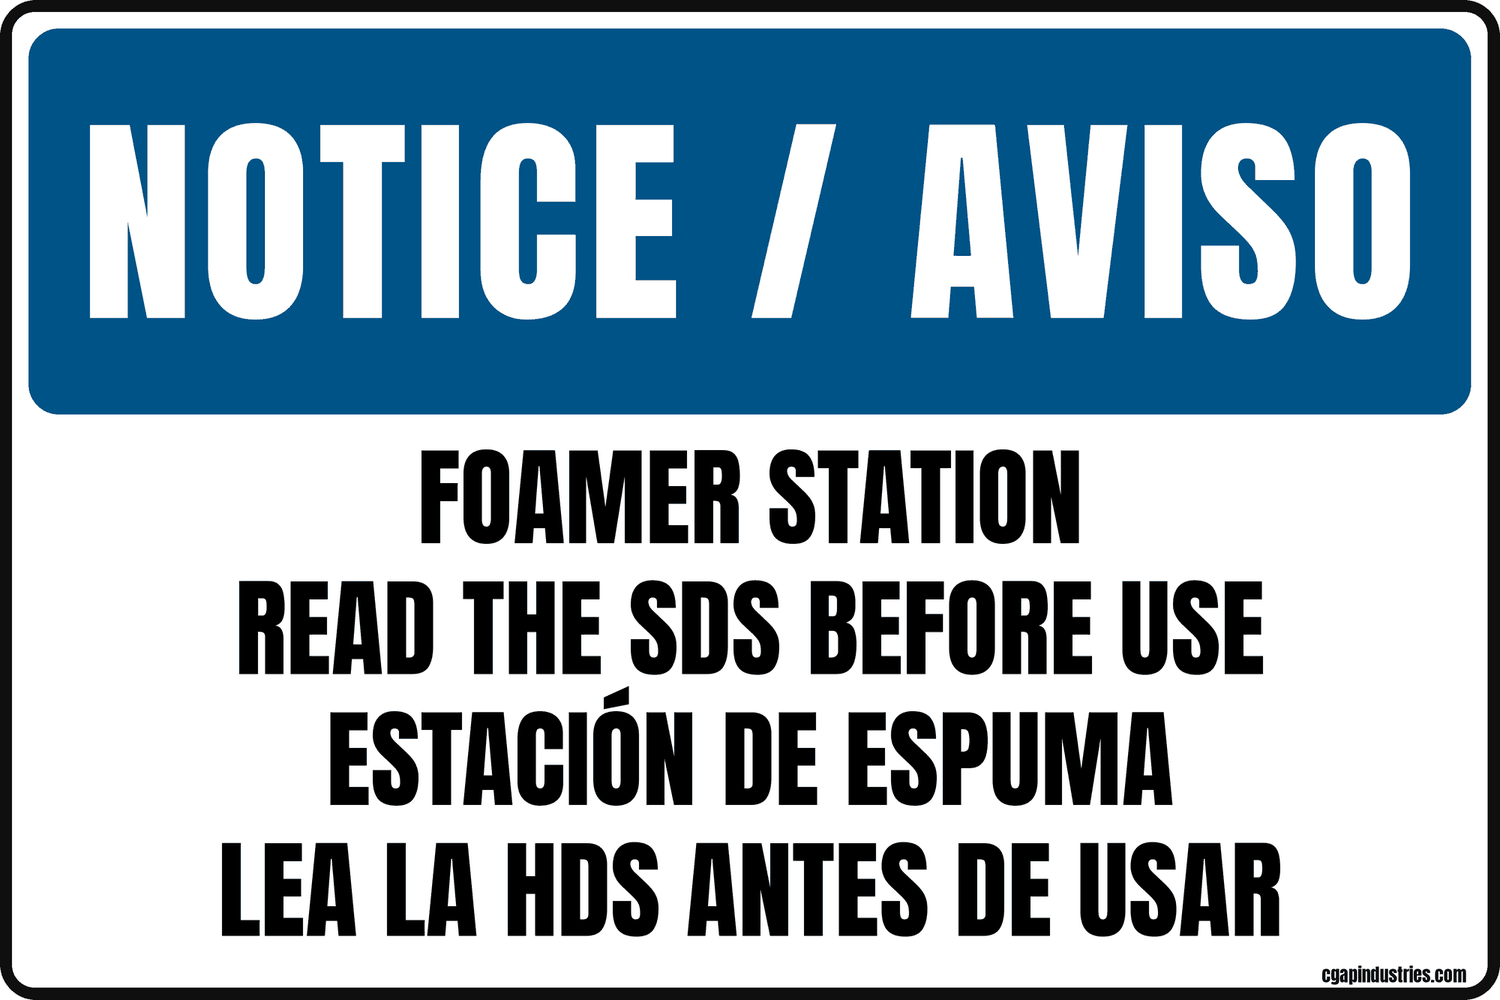 NOTICE / AVISO
FOAMER STATION
READ THE SDS BEFORE USE
ESTACIÓN DE ESPUMA
LEA LA HDS ANTES DE USAR
cgapindustries.com